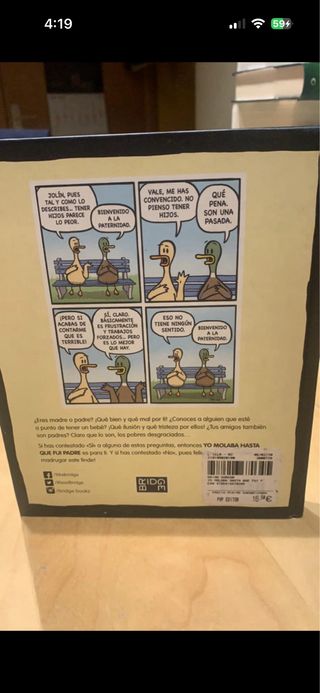 4:19
59
JOLÍN, PUES
TAL Y COMO LO
DESCRIBES... TENER
HIJOS PARECE
LO PEOR.
BIENVENIDO
A LA
PATERNIDAD.
VALE, ME HAS
CONVENCIDO. NO
PIENSO TENER
HIJOS.
QUÉ
PENA.
SON UNA
PASADA.
¡PERO SI
ACABAS DE
CONTARME
QUE ES
TERRIBLE!
SÍ, CLARO.
BÁSICAMENTE
ES FRUSTRACIÓN
Y TRABAJOS
FORZADOS... PERO
ES LO MEJOR
QUE HAY.
ESO NO
TIENE NINGÚN
SENTIDO.
BIENVENIDO
A LA
PATERNIDAD.
¿Eres madre o padre? ¡Qué bien y qué mal por ti! ¿Conoces a alguien que esté
a punto de tener un bebé? ¡Qué ilusión y qué tristeza por ellos! ¿Tus amigos también
son padres? Claro que lo son, los pobres desgraciados...
Si has contestado «Sí» a alguna de estas preguntas, entonces YO MOLABA HASTA
QUE FUI PADRE es para ti. Y si has contestado «No», pues
madrugar este finde!
BRIDGE
PVP